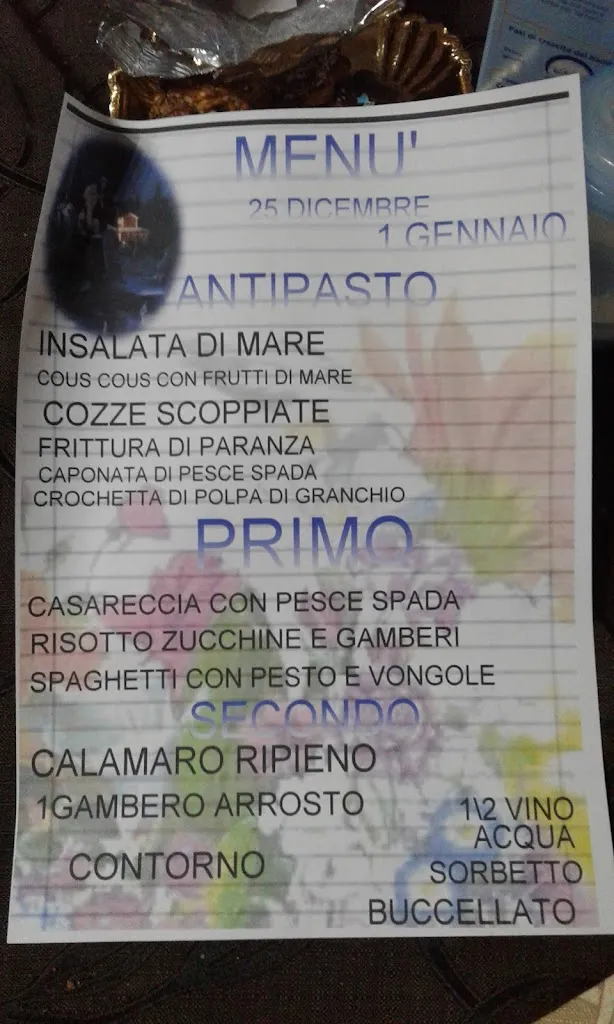 MENU'
25 DICEMBRE
1 GENNAIO
ANTIPASTO
INSALATA DI MARE
COUS COUS CON FRUTTI DI MARE
COZZE SCOPPIATE
FRITTURA DI PARANZA
CAPONATA DI PESCE SPADA
CROCHETTA DI POLPA DI GRANCHIO
PRIMO
CASARECCIA CON PESCE SPADA
RISOTTO ZUCCHINE E GAMBERI
SPAGHETTI CON PESTO E VONGOLE
SECONDO
CALAMARO RIPIENO
1GAMBERO ARROSTO
CONTORNO
1\2 VINO
ACQUA
SORBETTO
BUCCELLATO